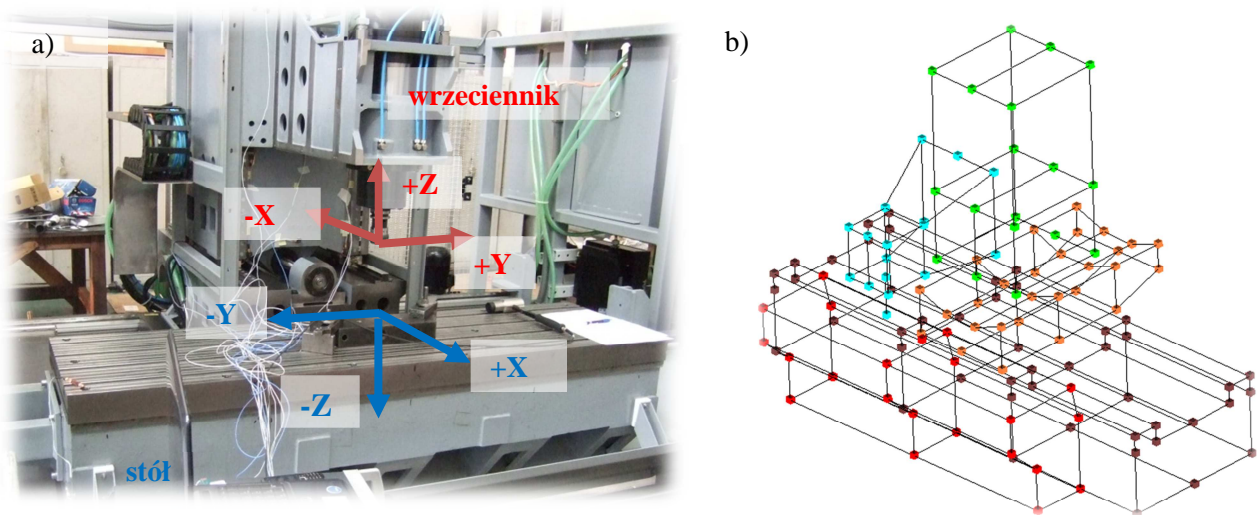 a)
b)
wrzeciennik
+Z
-X
+Y
-Y
+X
-Z
stół